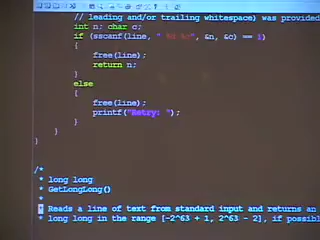 // leading and/or trailing whitespace) was provided
int n; char c;
if (sscanf(line, " %d %c", &n, &c) == 1)
{
free(line);
return n;
}
else
{
free(line);
printf("Retry: ");
}
}
}
/*
* long long
* GetLongLong()
*
* Reads a line of text from standard input and returns an
* long long in the range [-2^63 + 1, 2^63 - 2], if possibl